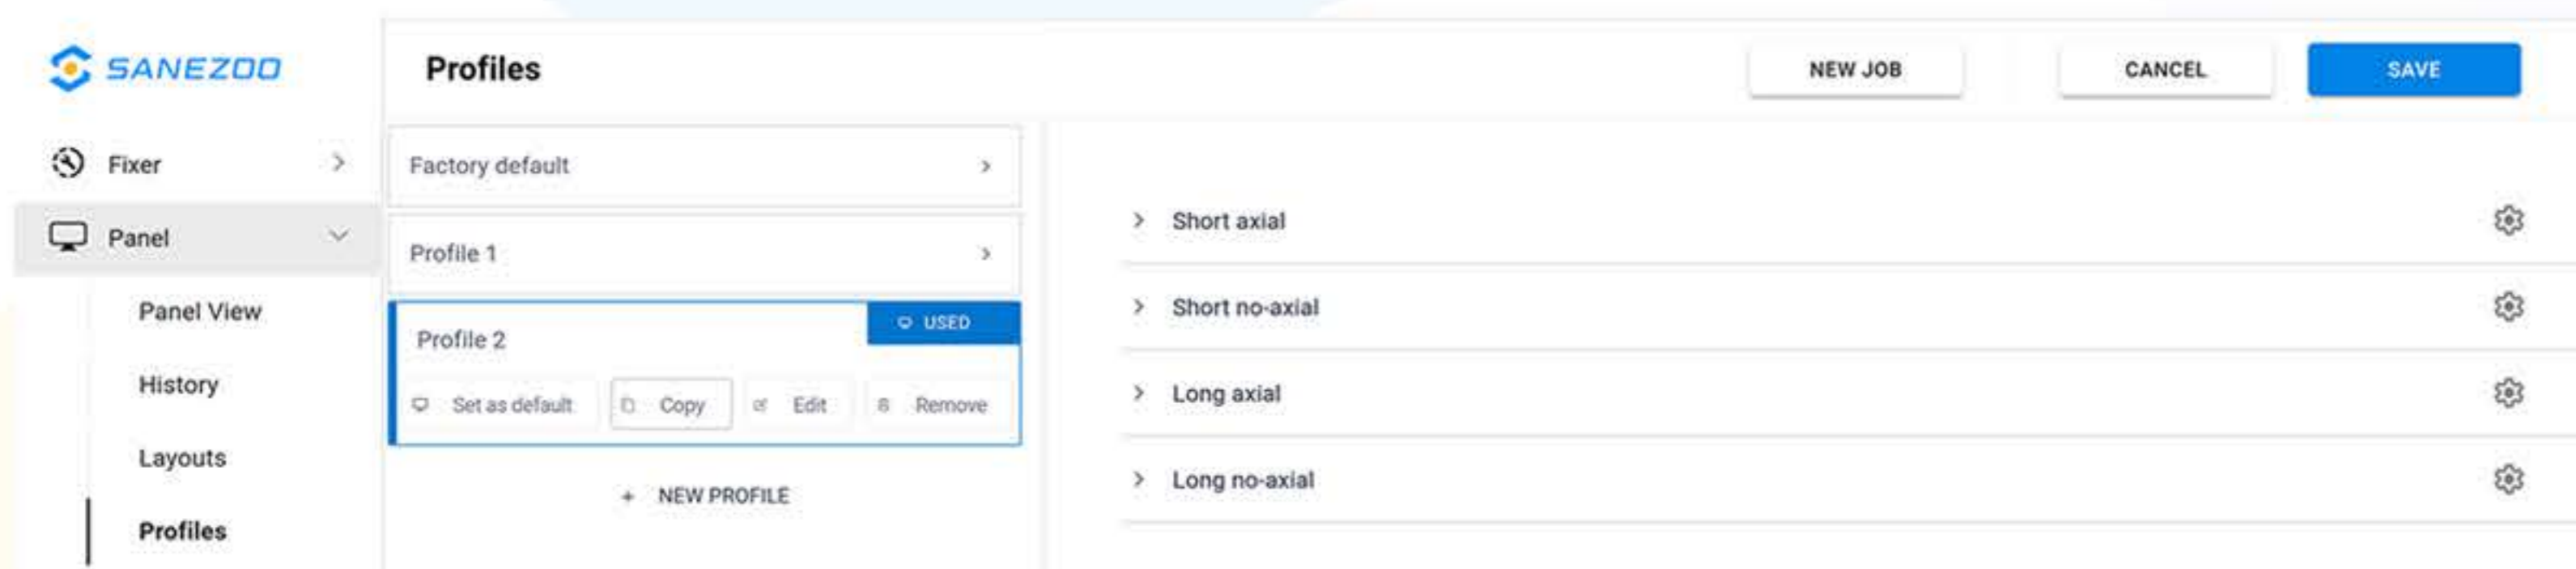 SANEZOO
Profiles
NEW JOB
CANCEL
SAVE
Fixer
Panel
Panel View
History
Layouts
Profiles
Factory default
Profile 1
Profile 2
USED
Set as default
Copy
Edit
Remove
+ NEW PROFILE
Short axial
Short no-axial
Long axial
Long no-axial